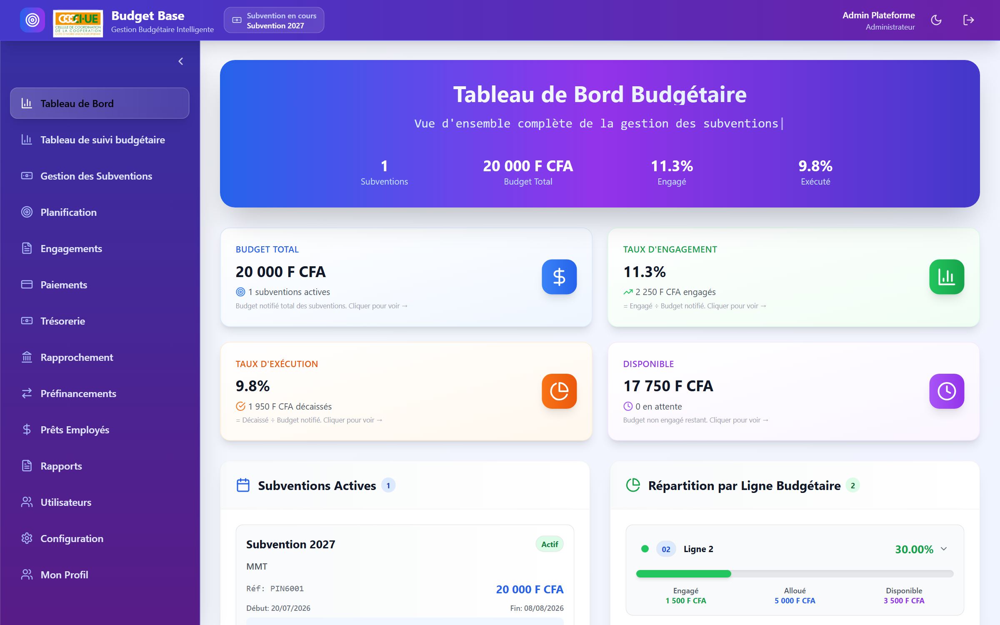 CCCCI-UE
CELLULE DE COORDINATION
DE LA COOPERATION
COTE D'IVOIRE-UNION EUROPEENNE
Budget Base
Gestion Budgétaire Intelligente
Subvention en cours
Subvention 2027
Admin Plateforme
Administrateur
Tableau de Bord
Tableau de suivi budgétaire
Gestion des Subventions
Planification
Engagements
Paiements
Trésorerie
Rapprochement
Préfinancements
Prêts Employés
Rapports
Utilisateurs
Configuration
Mon Profil
Tableau de Bord Budgétaire
Vue d'ensemble complète de la gestion des subventions|
1
Subventions
20 000 F CFA
Budget Total
11.3%
Engagé
9.8%
Exécuté
BUDGET TOTAL
20 000 F CFA
1 subventions actives
Budget notifié total des subventions. Cliquer pour voir →
TAUX D'ENGAGEMENT
11.3%
2 250 F CFA engagés
= Engagé ÷ Budget notifié. Cliquer pour voir →
TAUX D'EXÉCUTION
9.8%
1 950 F CFA décaissés
= Décaissé ÷ Budget notifié. Cliquer pour voir →
DISPONIBLE
17 750 F CFA
0 en attente
Budget non engagé restant. Cliquer pour voir →
Subventions Actives 1
Subvention 2027
Actif
MMT
Réf: PIN6001
20 000 F CFA
Début: 20/07/2026
Fin: 08/08/2026
Répartition par Ligne Budgétaire 2
02 Ligne 2
30.00%
Engagé
1 500 F CFA
Alloué
5 000 F CFA
Disponible
3 500 F CFA